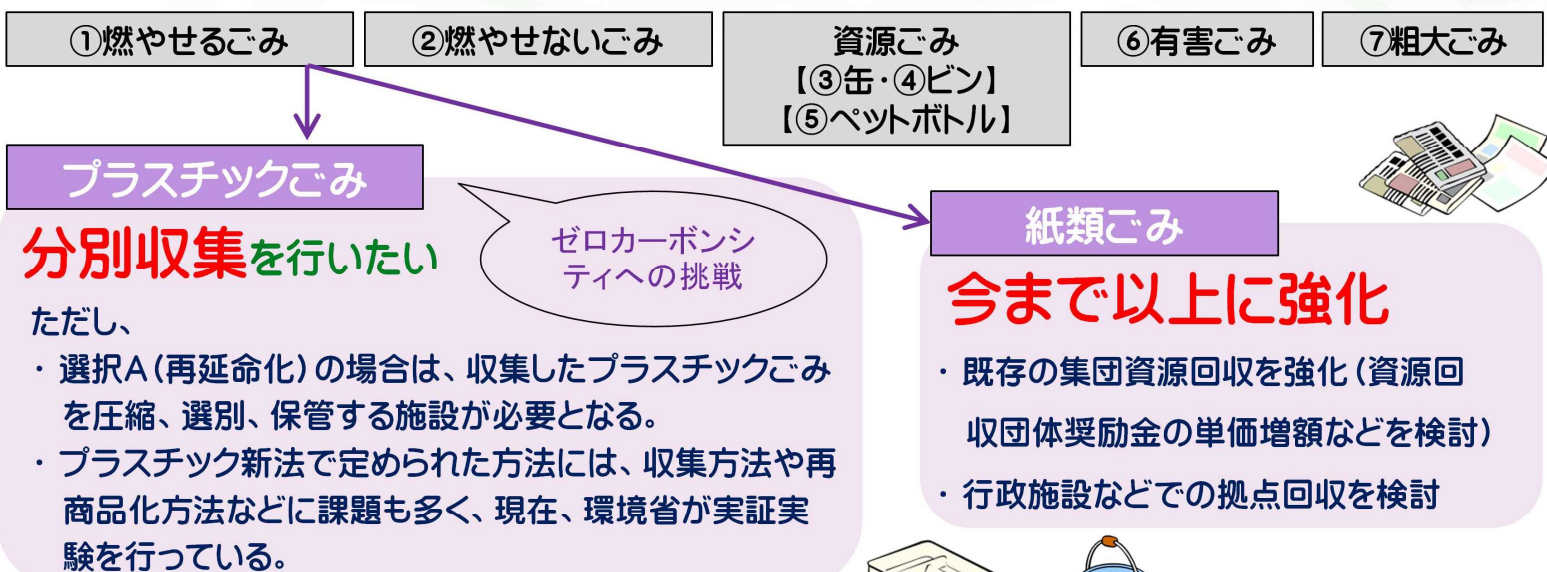 ①燃やせるごみ
②燃やせないごみ
資源ごみ
【③缶・④ビン】
【⑤ペットボトル】
⑥有害ごみ
⑦粗大ごみ
プラスチックごみ
分別収集を行いたい
ゼロカーボンシ
ティへの挑戦
ただし、
・選択A(再延命化)の場合は、収集したプラスチックごみ
を圧縮、選別、保管する施設が必要となる。
・プラスチック新法で定められた方法には、収集方法や再
商品化方法などに課題も多く、現在、環境省が実証実
験を行っている。
紙類ごみ
今まで以上に強化
・既存の集団資源回収を強化(資源回
収団体奨励金の単価増額などを検討)
・行政施設などでの拠点回収を検討